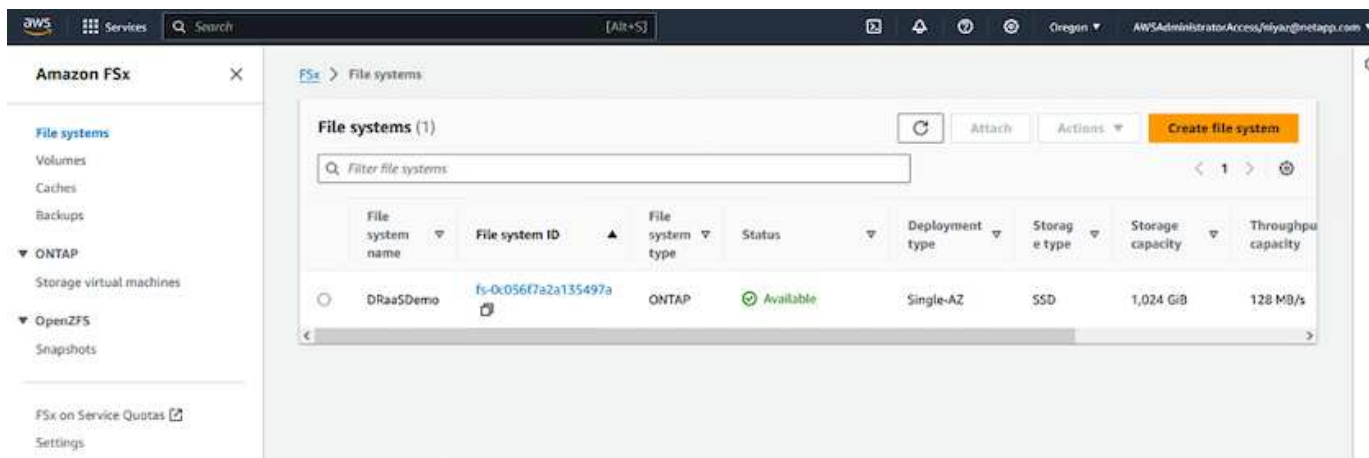 aws Services Search [Alt+S] Oregon AWSAdministratorAccess/niyaz@netapp.com
Amazon FSx
File systems
Volumes
Caches
Backups
ONTAP
Storage virtual machines
OpenZFS
Snapshots
FSx on Service Quotas
Settings
FSx > File systems
File systems (1) Attach Actions Create file system
Filter file systems 1
File system name File system ID File system type Status Deployment type Storag e type Storage capacity Throughpu capacity
DRaaSDemo fs-0c056f7a2a135497a ONTAP Available Single-AZ SSD 1,024 GiB 128 MB/s